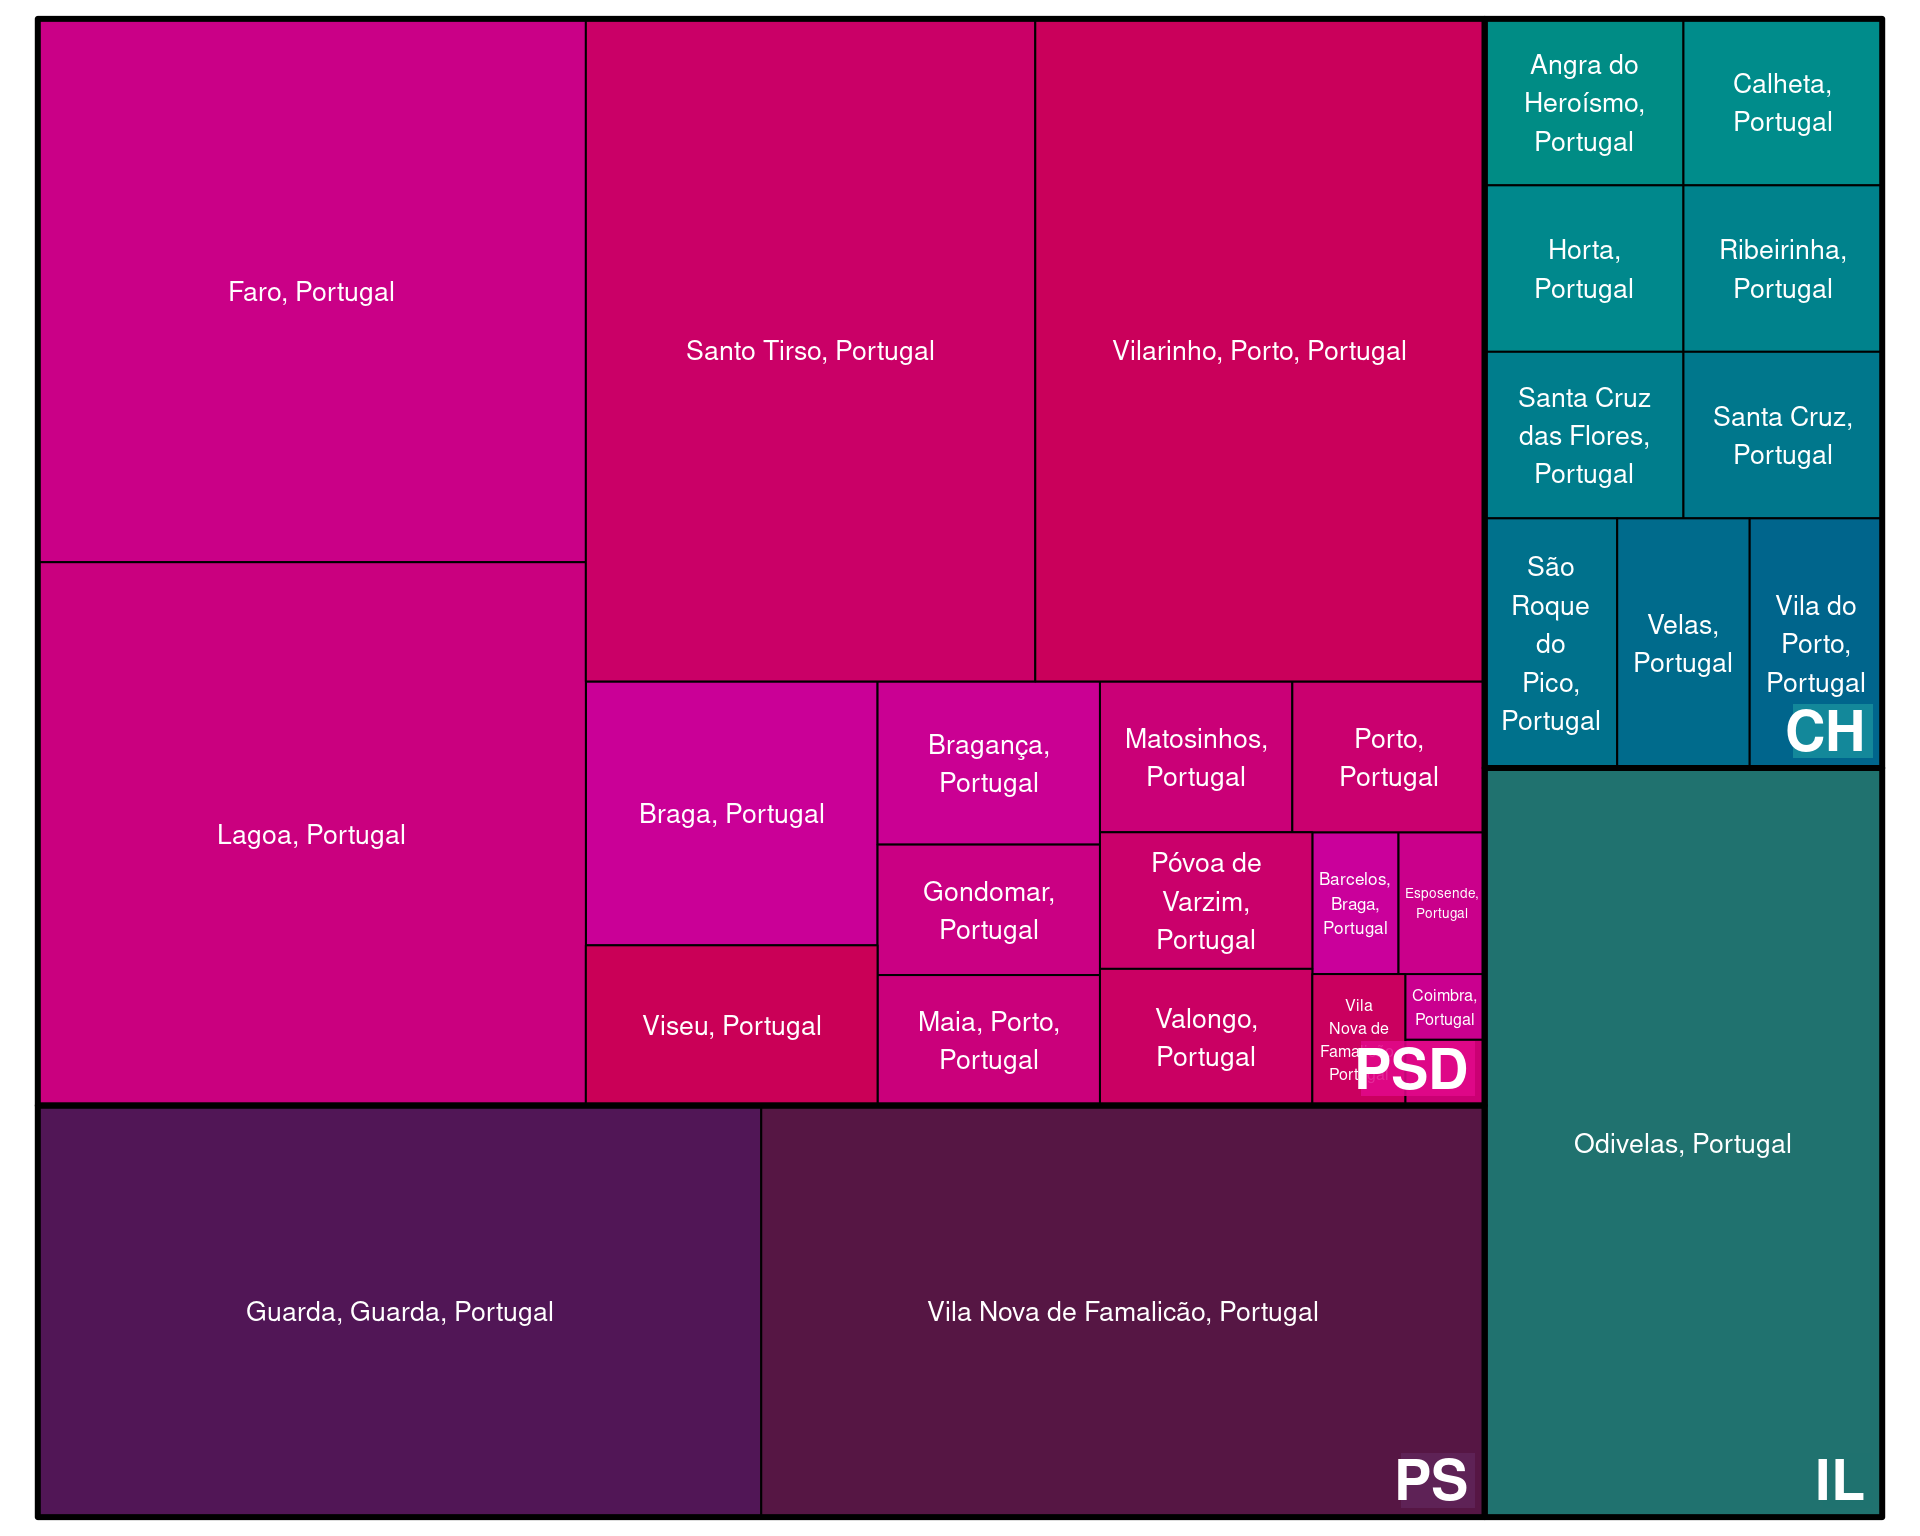 Faro, Portugal
Santo Tirso, Portugal
Vilarinho, Porto, Portugal
Lagoa, Portugal
Braga, Portugal
Viseu, Portugal
Bragança,
Portugal
Gondomar,
Portugal
Maia, Porto,
Portugal
Matosinhos,
Portugal
Porto,
Portugal
Póvoa de
Varzim,
Portugal
Valongo,
Portugal
Barcelos,
Braga,
Portugal
Esposende,
Portugal
Vila
Nova de
Coimbra,
Portugal
PSD
Guarda, Guarda, Portugal
Vila Nova de Famalicão, Portugal
PS
Angra do
Heroísmo,
Portugal
Calheta,
Portugal
Horta,
Portugal
Ribeirinha,
Portugal
Santa Cruz
das Flores,
Portugal
Santa Cruz,
Portugal
São
Roque
do
Pico,
Portugal
Velas,
Portugal
Vila do
Porto,
Portugal
CH
Odivelas, Portugal
IL